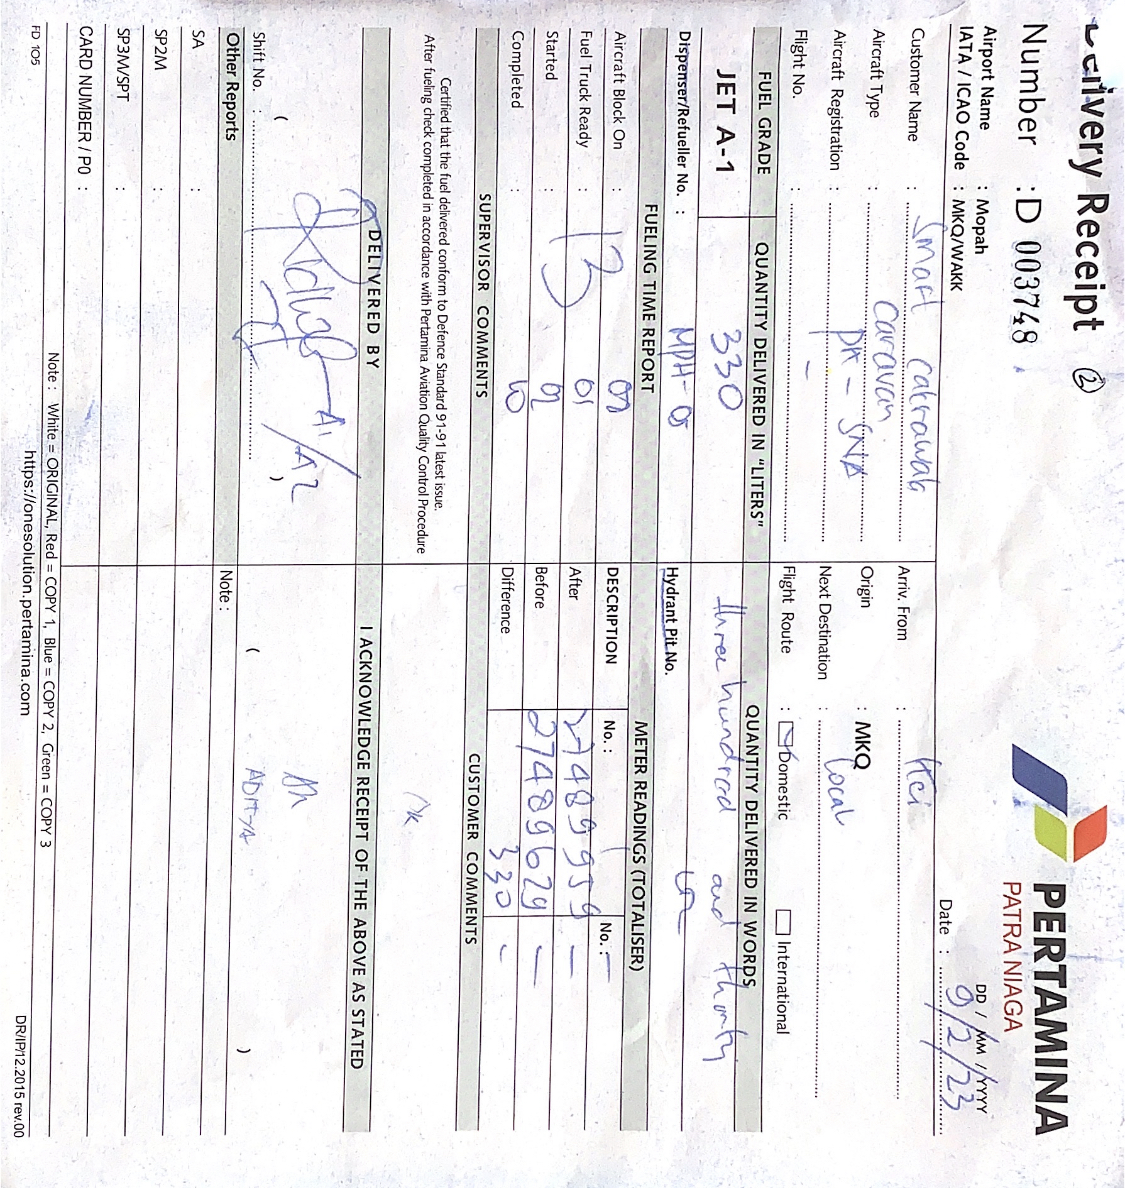 Delivery Receipt 2
PERTAMINA
PATRA NIAGA
Number : D 003748
DD / MM / YYYY
Airport Name : Mopah
IATA / ICAO Code : MKQ/WAKK
Date : 9/2/23
Customer Name : Smart Cakrawala
Arriv. From : Kei
Aircraft Type : Caravan
Origin : MKQ
Aircraft Registration : PK - SNA
Next Destination : Local
Flight No. : -
Flight Route : Domestic International
FUEL GRADE
QUANTITY DELIVERED IN "LITERS"
QUANTITY DELIVERED IN WORDS
JET A-1
330
three hundred and thorty
Dispenser/Refueller No. : MPH-
Hydrant Pit No.
FUELING TIME REPORT
METER READINGS (TOTALISER)
Aircraft Block On :
DESCRIPTION No. : No. : -
Fuel Truck Ready : 01
After 27489959 -
Started : 02
Before 27489629 -
Completed : 10
Difference 330 -
13
SUPERVISOR COMMENTS
CUSTOMER COMMENTS
Certified that the fuel delivered conform to Defence Standard 91-91 latest issue.
After fueling check completed in accordance with Pertamina Aviation Quality Control Procedure
DELIVERED BY
I ACKNOWLEDGE RECEIPT OF THE ABOVE AS STATED
A1/A2
Shift No. : ( )
( )
Other Reports
Note :
SA :
SP2M :
SP3M/SPT :
CARD NUMBER / PO :
Note : White = ORIGINAL, Red = COPY 1, Blue = COPY 2, Green = COPY 3
FD 105
https://onesolution.pertamina.com
DR/IP/12.2015 rev.00